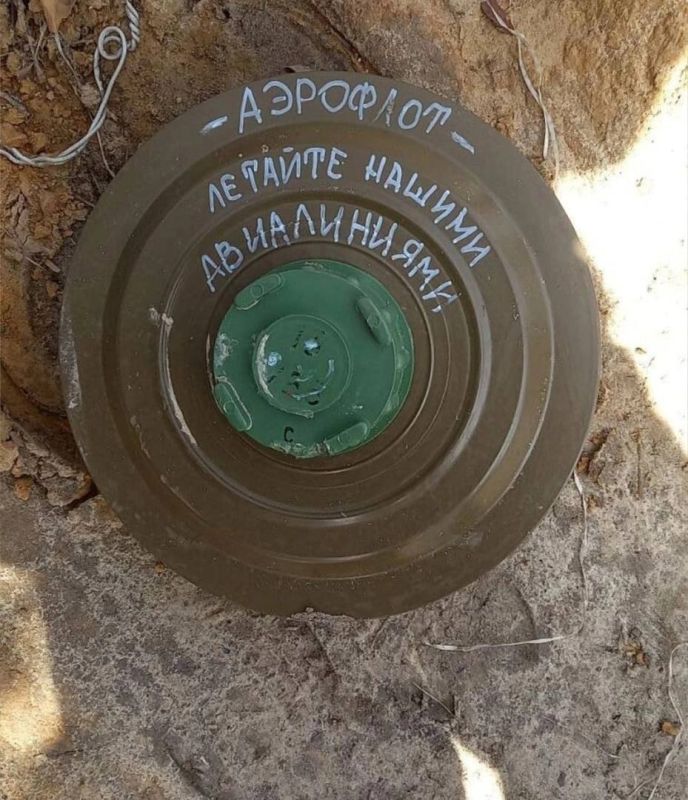 - АЭРОФЛОТ -
ЛЕТАЙТЕ НАШИМИ
АВИАЛИНИЯМИ
С